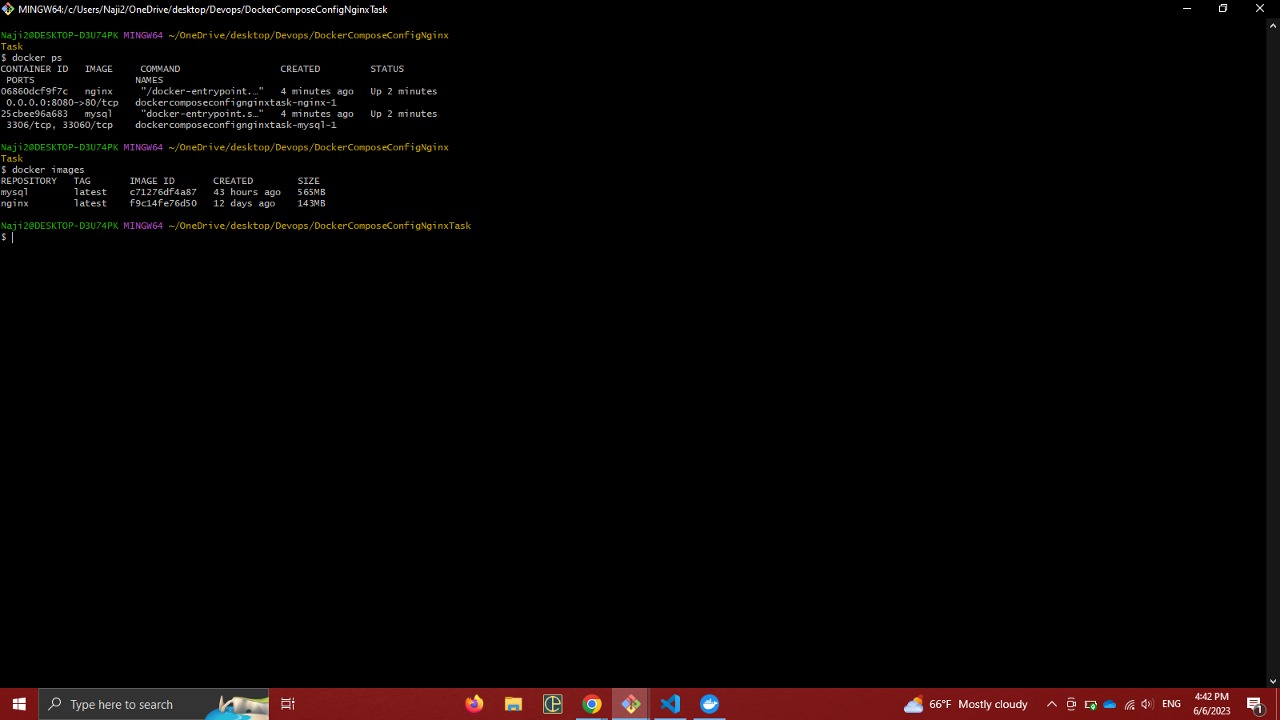 MINGW64:/c/Users/Naji2/OneDrive/desktop/Devops/DockerComposeConfigNginxTask
Naji2@DESKTOP-D3U74PK MINGW64 ~/OneDrive/desktop/Devops/DockerComposeConfigNginx
Task
$ docker ps
CONTAINER ID   IMAGE     COMMAND                  CREATED         STATUS
 PORTS                  NAMES
06860dcf9f7c   nginx     "/docker-entrypoint.…"   4 minutes ago   Up 2 minutes
 0.0.0.0:8080->80/tcp   dockercomposeconfignginxtask-nginx-1
25cbee96a683   mysql     "docker-entrypoint.s…"   4 minutes ago   Up 2 minutes
 3306/tcp, 33060/tcp    dockercomposeconfignginxtask-mysql-1
Naji2@DESKTOP-D3U74PK MINGW64 ~/OneDrive/desktop/Devops/DockerComposeConfigNginx
Task
$ docker images
REPOSITORY   TAG       IMAGE ID       CREATED        SIZE
mysql        latest    c71276df4a87   43 hours ago   565MB
nginx        latest    f9c14fe76d50   12 days ago    143MB
Naji2@DESKTOP-D3U74PK MINGW64 ~/OneDrive/desktop/Devops/DockerComposeConfigNginxTask
$
Type here to search
66°F Mostly cloudy
ENG
4:42 PM
6/6/2023
1